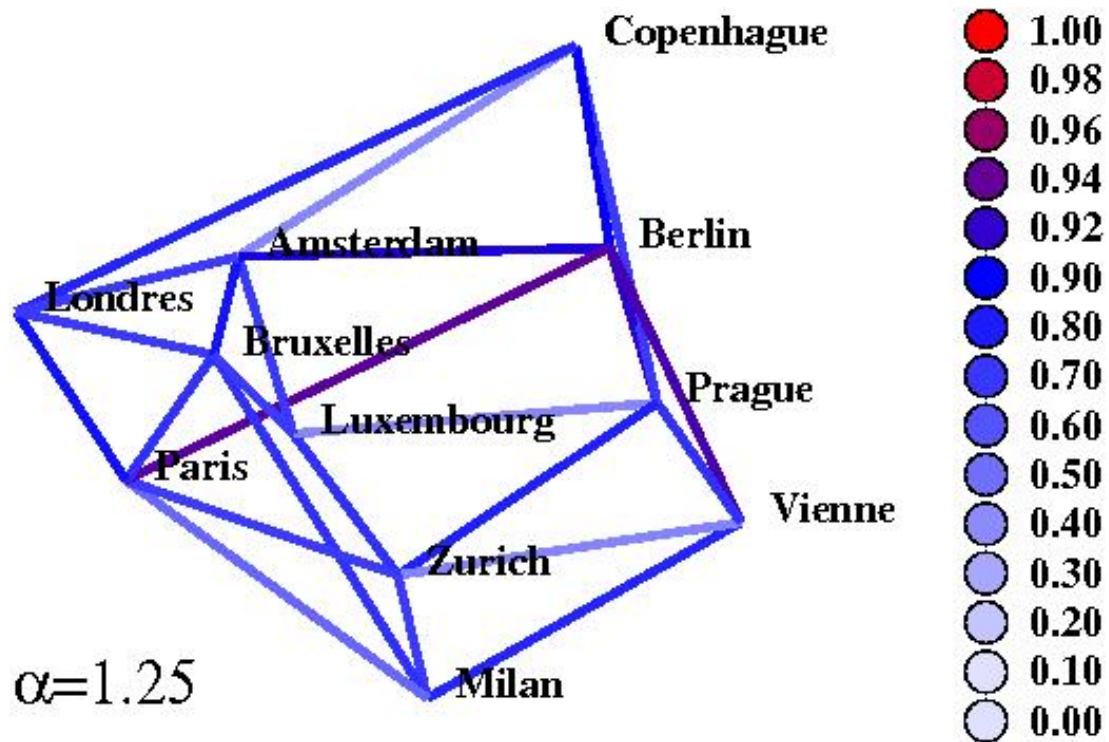 Copenhague
Amsterdam
Berlin
Londres
Bruxelles
Prague
Luxembourg
Paris
Vienne
Zurich
Milan
α=1.25
1.00
0.98
0.96
0.94
0.92
0.90
0.80
0.70
0.60
0.50
0.40
0.30
0.20
0.10
0.00